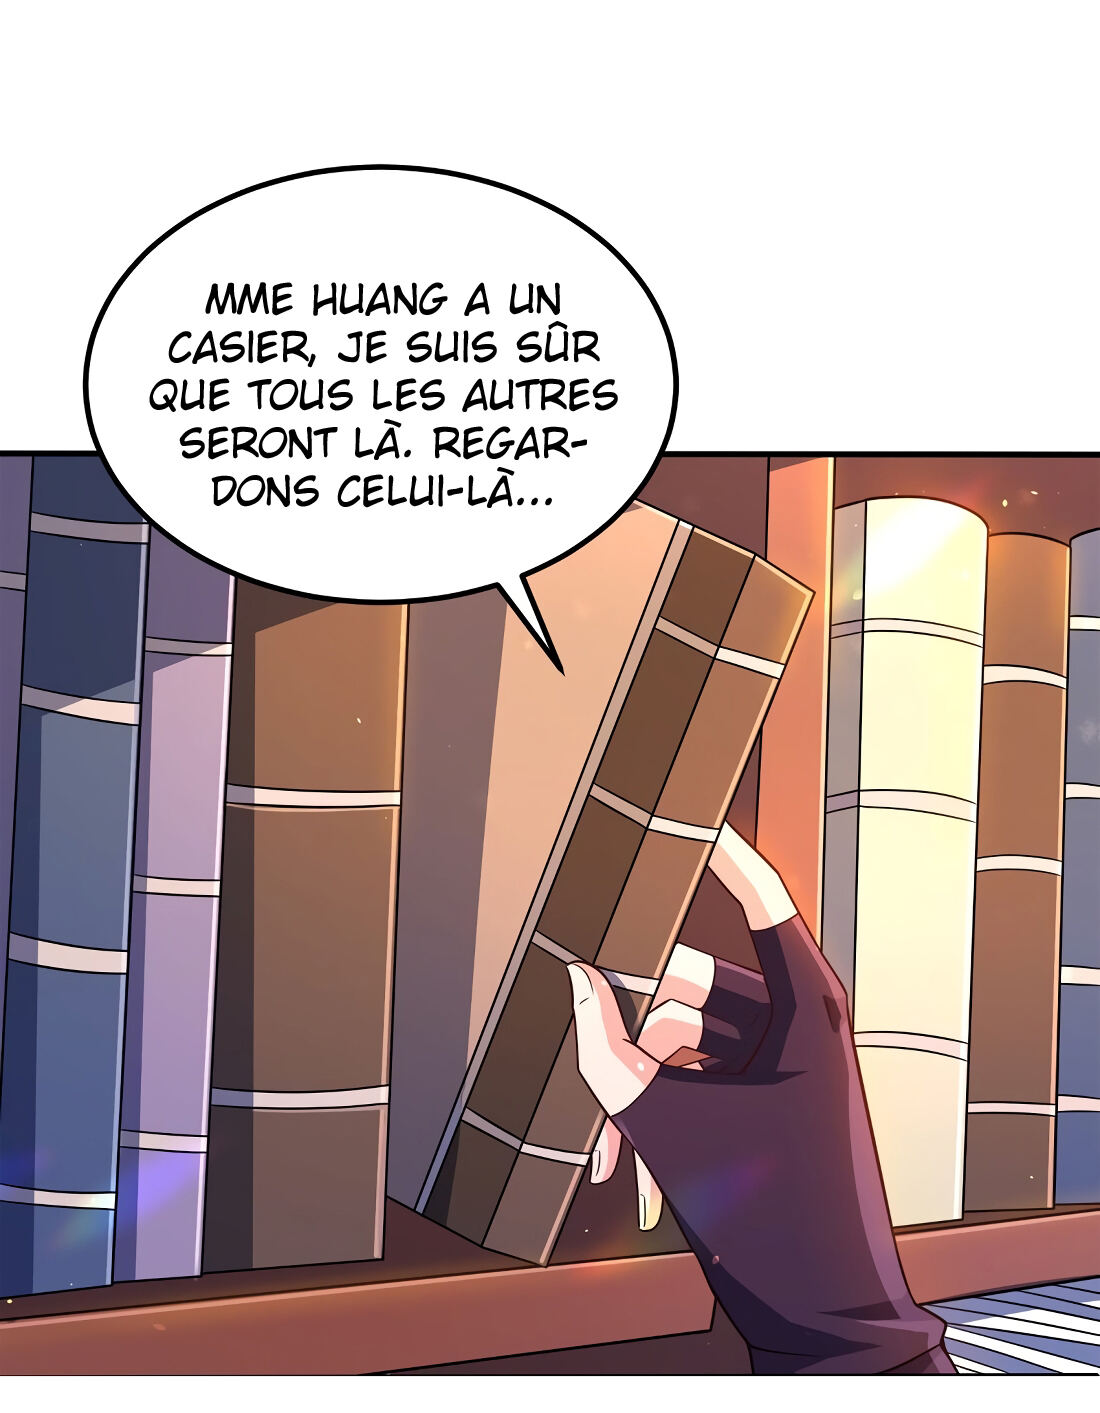 MME HUANG A UN
CASIER, JE SUIS SÛR
QUE TOUS LES AUTRES
SERONT LÀ. REGAR-
DONS CELUI-LÀ...